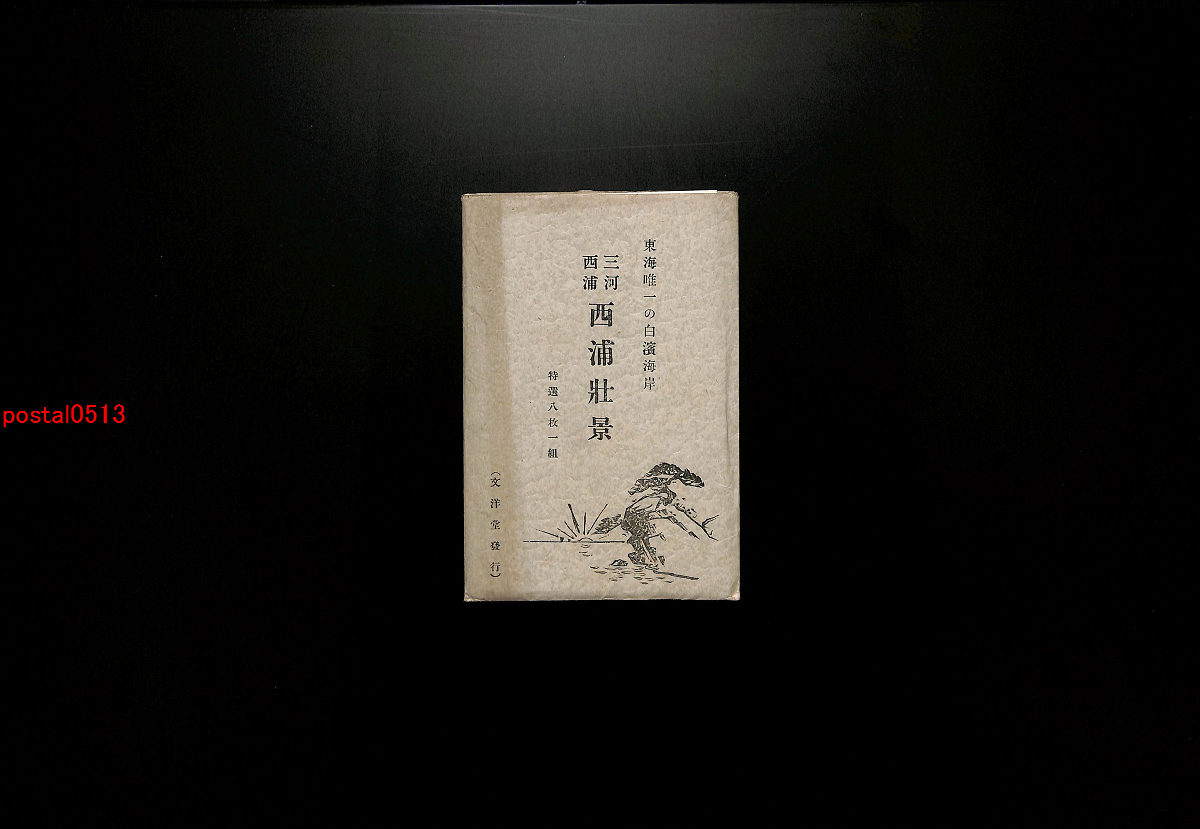 東海唯一の白濱海岸
三河
西浦
西浦壯景
特選八枚一組
(文洋堂發行)
postal0513